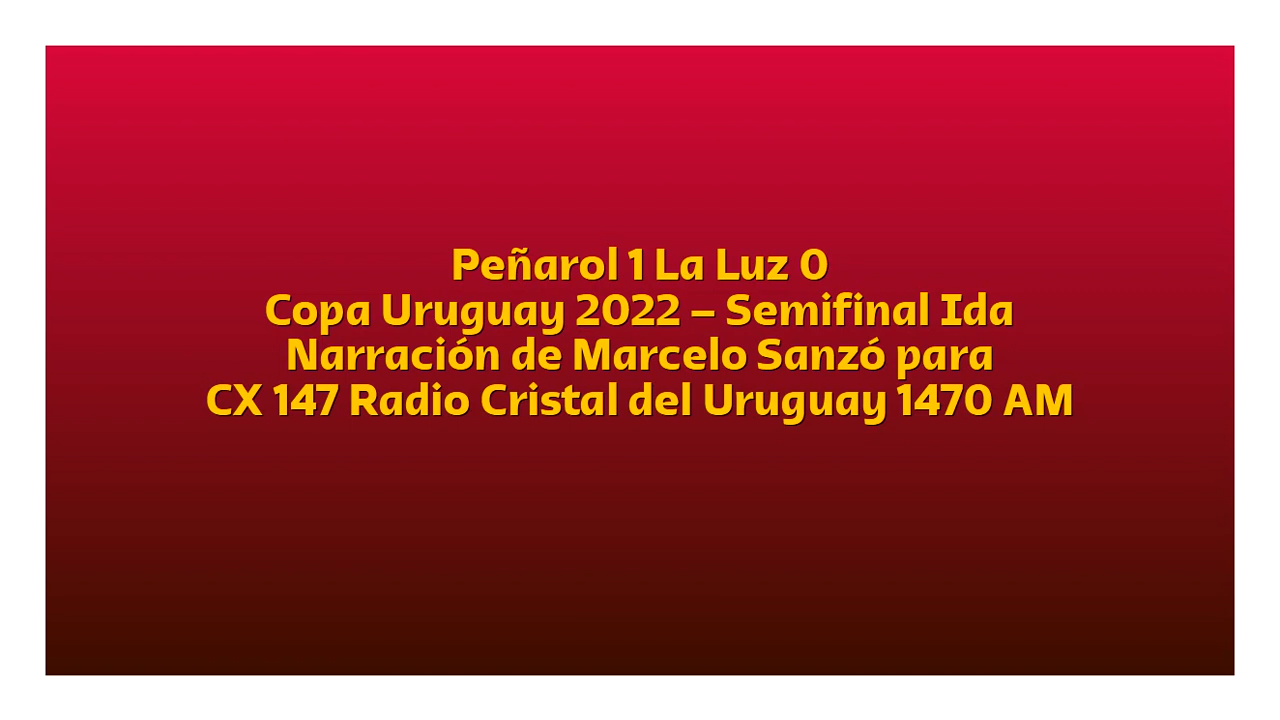 Peñarol 1 La Luz 0
Copa Uruguay 2022 – Semifinal Ida
Narración de Marcelo Sanzó para
CX 147 Radio Cristal del Uruguay 1470 AM